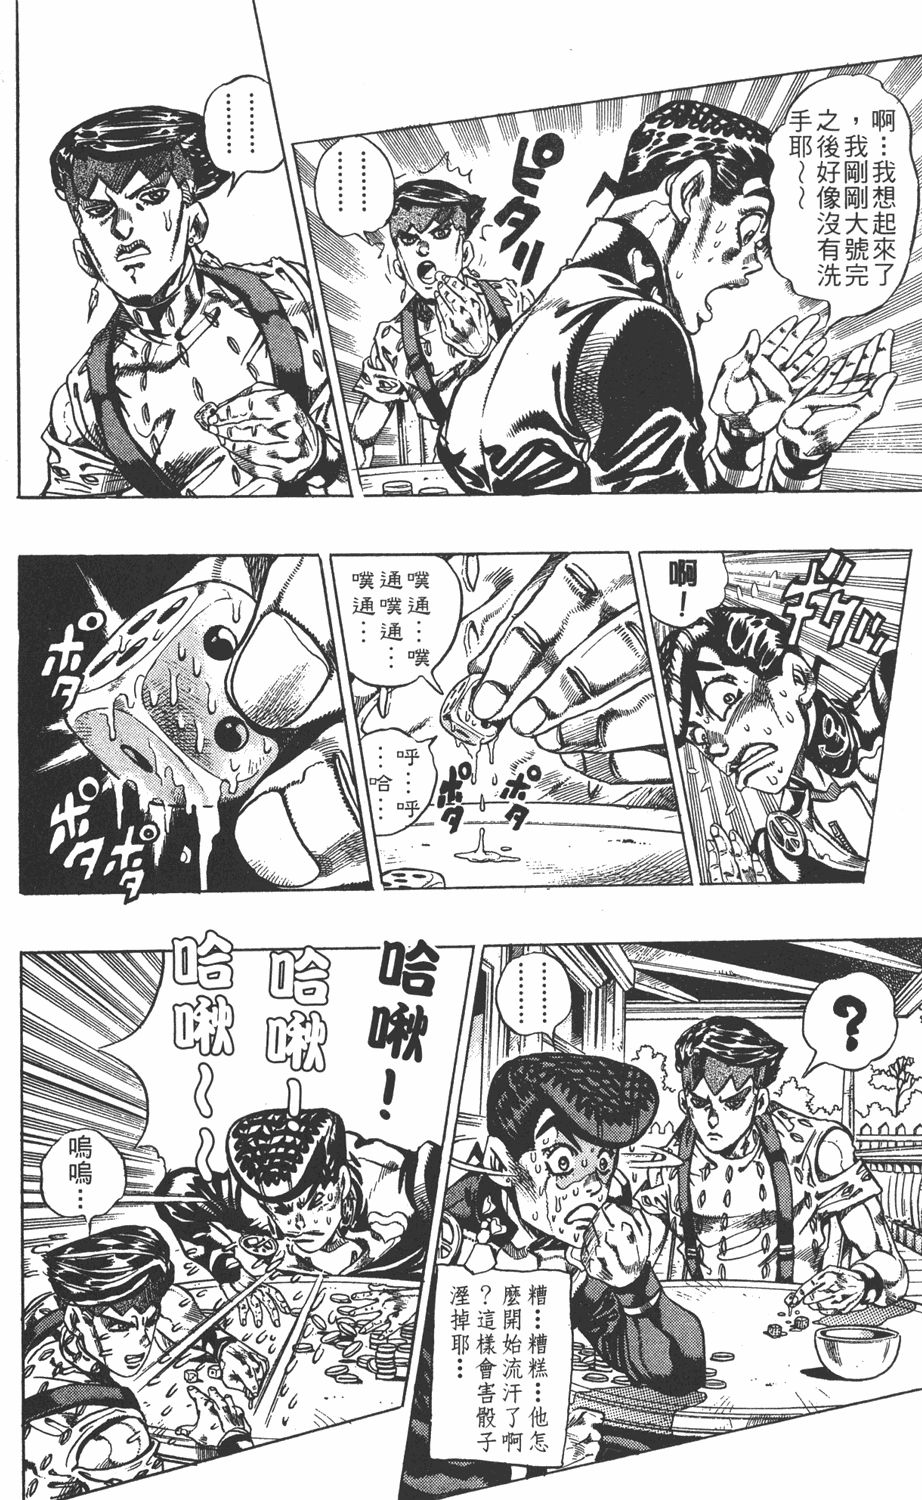 啊…我想起來了
，我剛剛大號完
之後好像沒有洗
手耶～～
ピタリ
………
………
ギクッッ
啊！
噗通…噗
通噗通…
噗通…
呼…呼
…哈…
ポタ
ポタ
ポタ
ポタ
ポタ
？
………
糟…糟糕…他怎
麼開始流汗了啊
？這樣會害骰子
溼掉耶…
哈啾！
哈啾！
哈啾～～
嗚嗚…